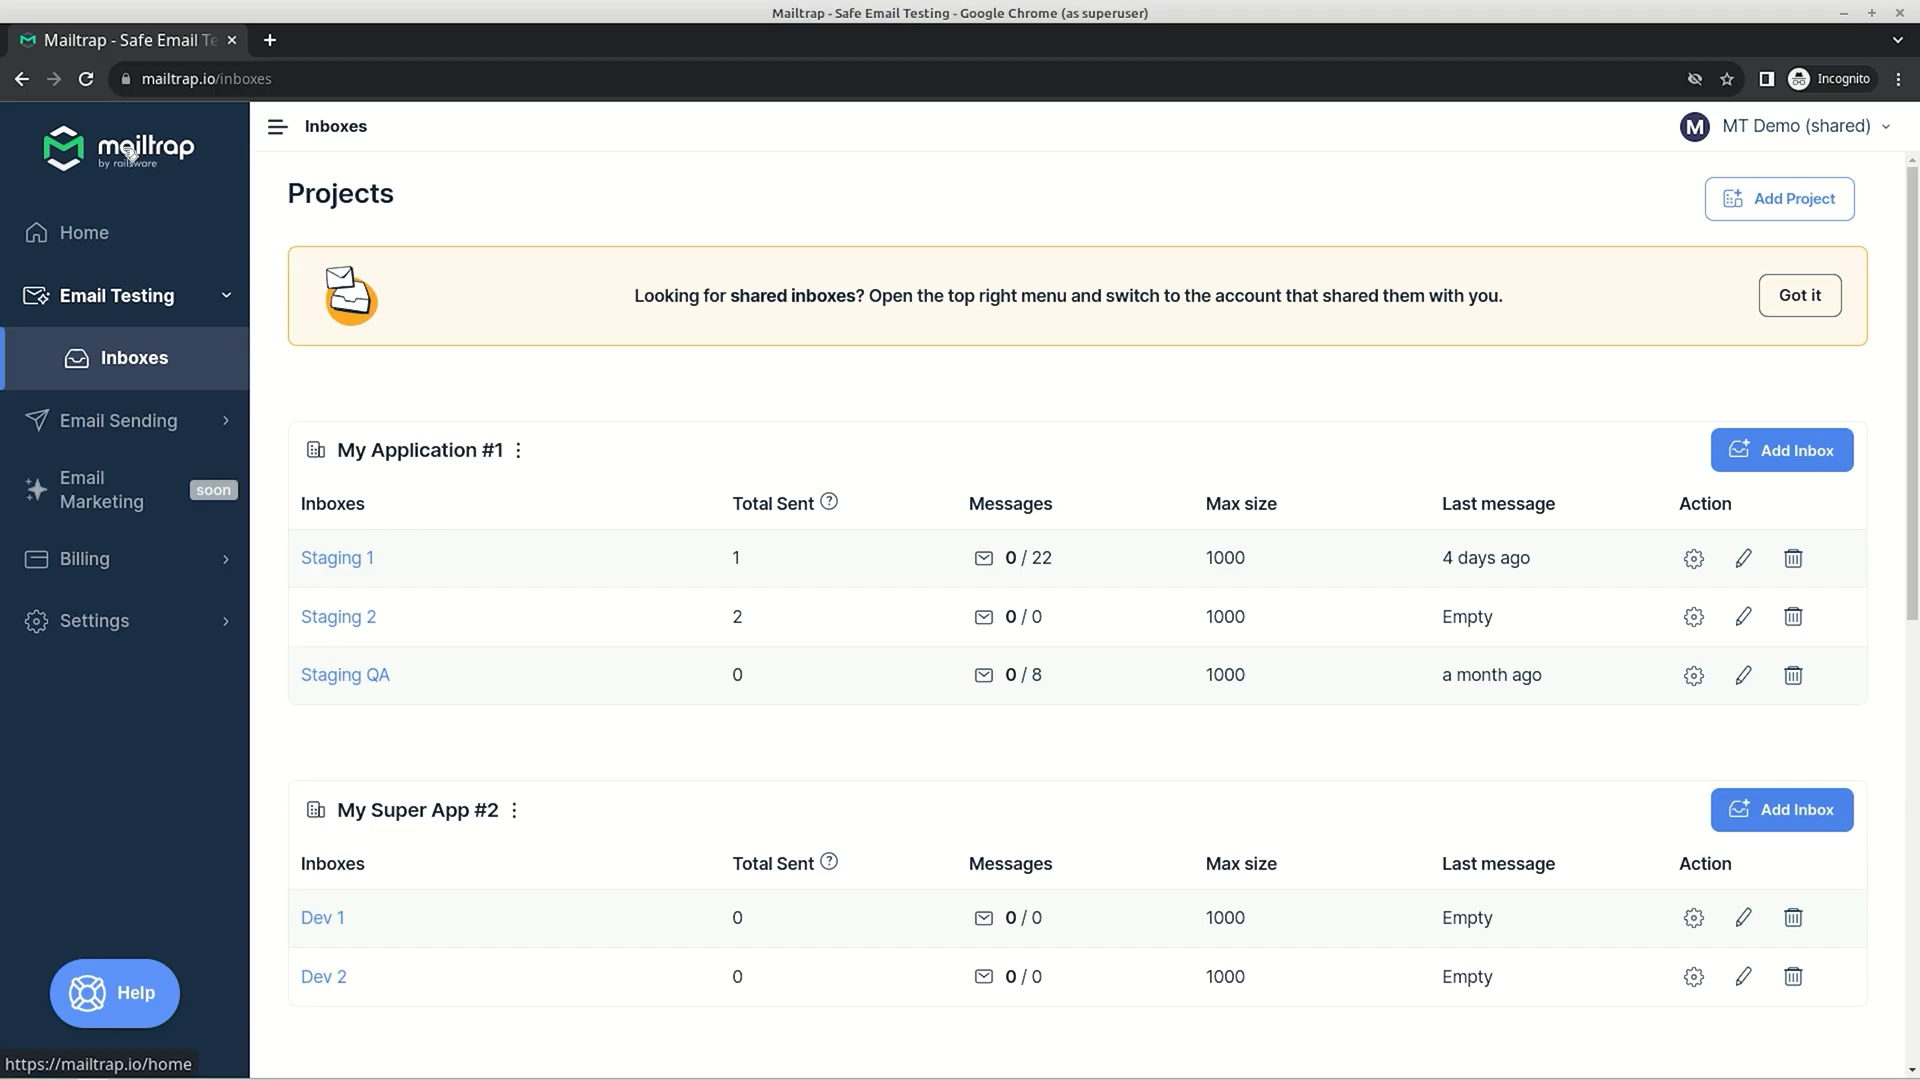 Mailtrap - Safe Email Testing - Google Chrome (as superuser)
Mailtrap - Safe Email Te
mailtrap.io/inboxes
Incognito
mailtrap
by railsware
Inboxes
M
MT Demo (shared)
Home
Email Testing
Inboxes
Email Sending
Email
Marketing
soon
Billing
Settings
Help
https://mailtrap.io/home
Projects
Add Project
Looking for shared inboxes? Open the top right menu and switch to the account that shared them with you.
Got it
My Application #1
Add Inbox
Inboxes Total Sent ? Messages Max size Last message Action
Staging 1 1 0 / 22 1000 4 days ago
Staging 2 2 0 / 0 1000 Empty
Staging QA 0 0 / 8 1000 a month ago
My Super App #2
Add Inbox
Inboxes Total Sent ? Messages Max size Last message Action
Dev 1 0 0 / 0 1000 Empty
Dev 2 0 0 / 0 1000 Empty